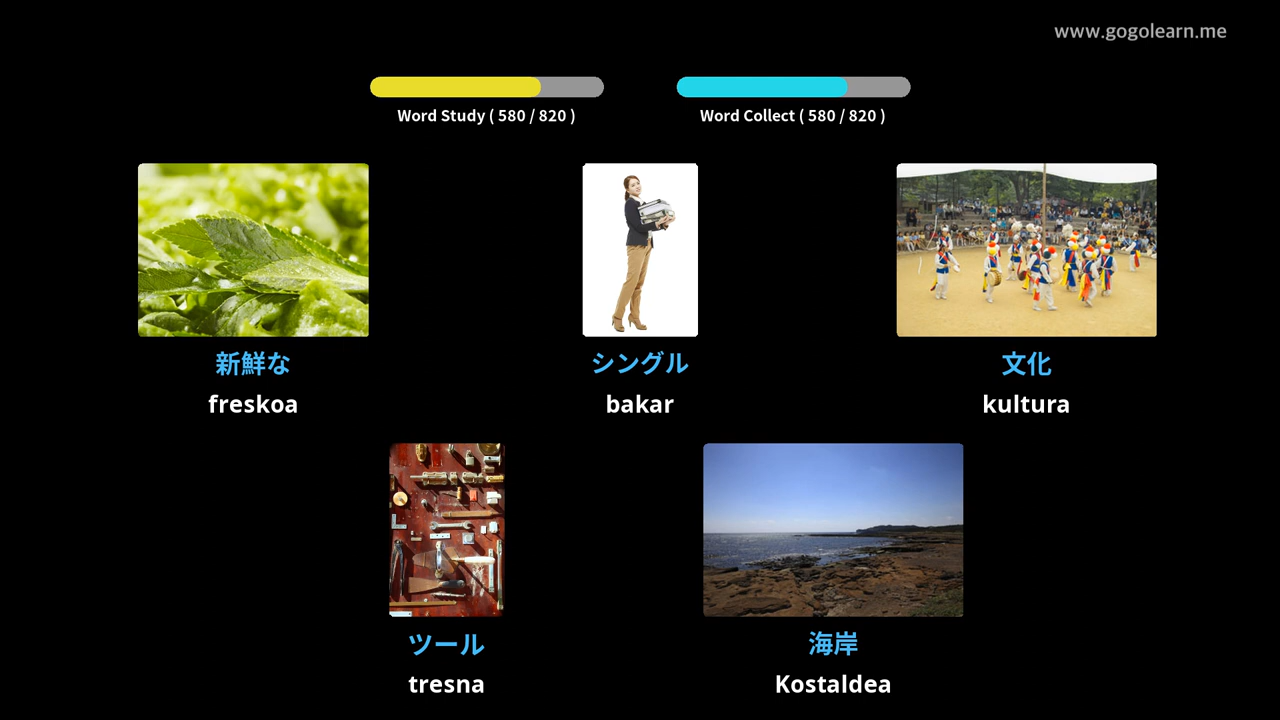 www.gogolearn.me
Word Study ( 580 / 820 )
Word Collect ( 580 / 820 )
新鮮な
freskoa
シングル
bakar
文化
kultura
ツール
tresna
海岸
Kostaldea